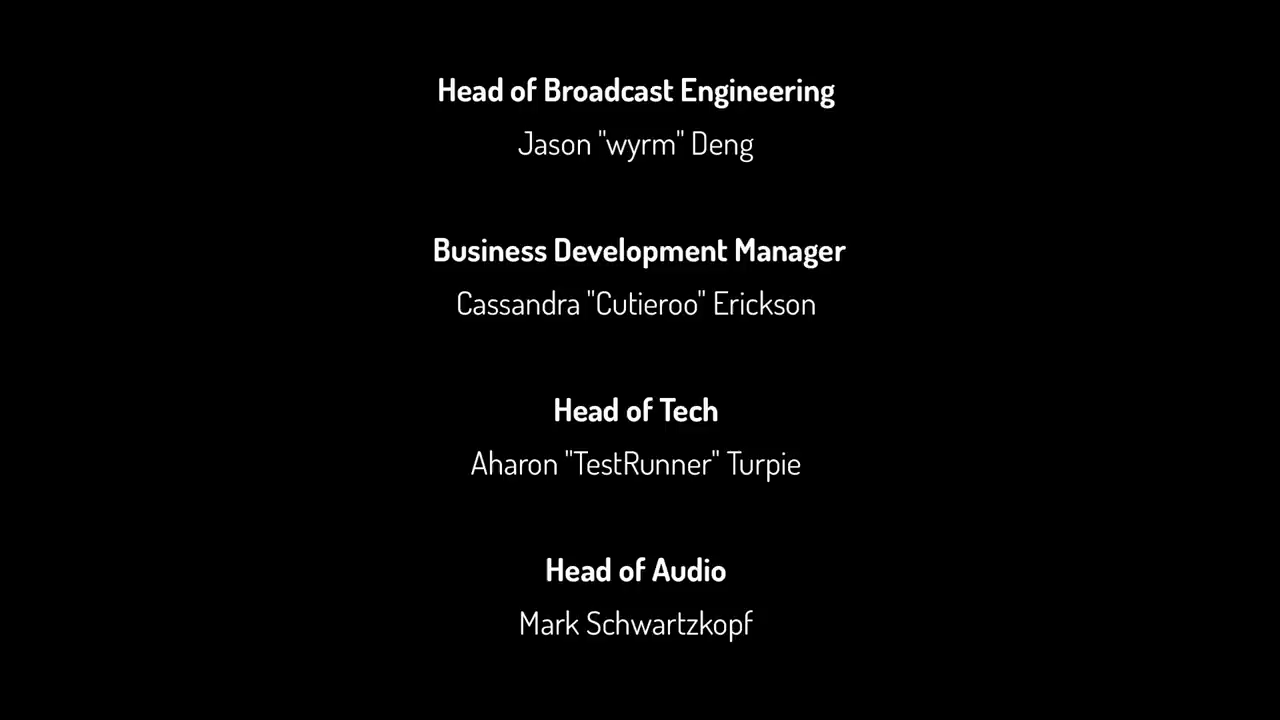 Head of Broadcast Engineering
Jason "wyrm" Deng
Business Development Manager
Cassandra "Cutieroo" Erickson
Head of Tech
Aharon "TestRunner" Turpie
Head of Audio
Mark Schwartzkopf